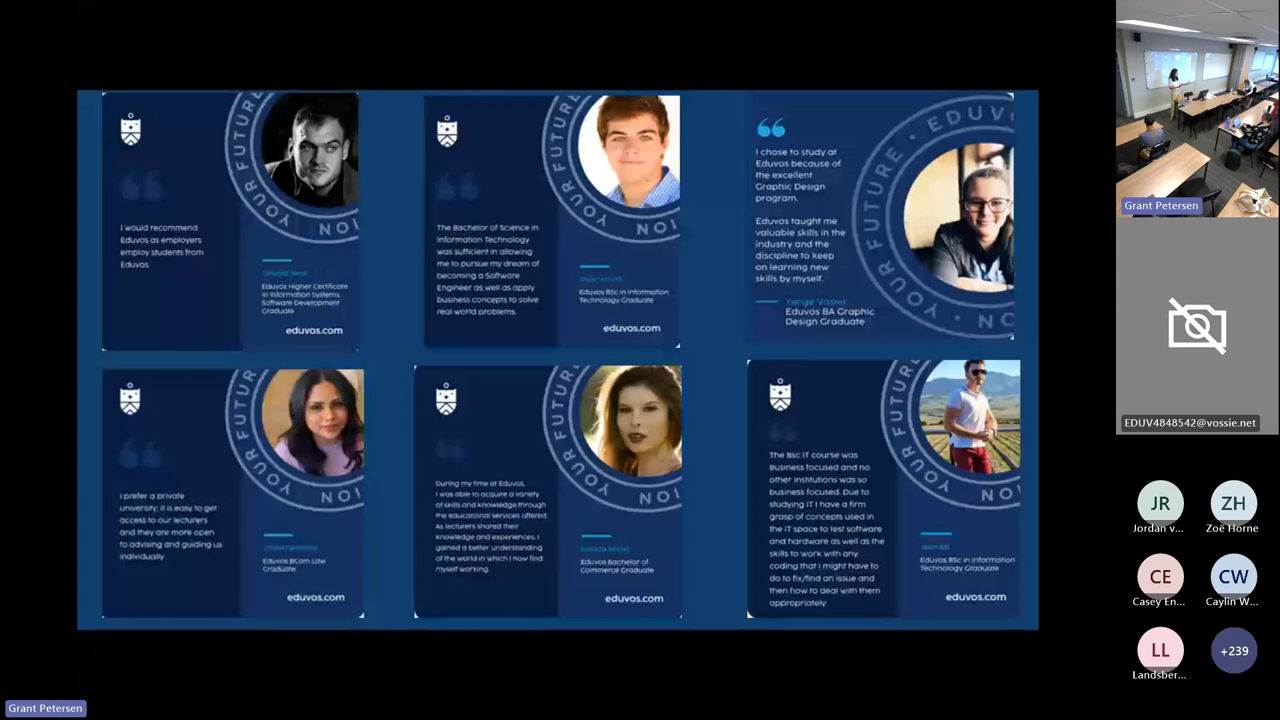 I would recommend
Eduvos as employers
employ students from
Eduvos.
Eduvos Higher Certificate
in Information Systems,
Software Development
Graduate
eduvos.com
YOUR FUTURE
The Bachelor of Science in
Information Technology
was sufficient in allowing
me to pursue my dream of
becoming a Software
Engineer as well as apply
business concepts to solve
real world problems.
Eduvos BSc in Information
Technology Graduate
eduvos.com
YOUR FUTURE
I chose to study at
Eduvos because of
the excellent
Graphic Design
program.
Eduvos taught me
valuable skills in the
industry and the
discipline to keep
on learning new
skills by myself.
Eduvos BA Graphic
Design Graduate
YOUR FUTURE • EDUV
I prefer a private
university; it is easy to get
access to our lecturers
and they are more open
to advising and guiding us
individually.
Eduvos BCom Law
Graduate
eduvos.com
YOUR FUTUR
During my time at Eduvos,
I was able to acquire a variety
of skills and knowledge through
the educational services offered.
As lecturers shared their
knowledge and experiences, I
gained a better understanding
of the world in which I now find
myself working.
Eduvos Bachelor of
Commerce Graduate
eduvos.com
YOUR FUTUR
The Bsc IT course was
Business focused and no
other institutions was so
business focused. Due to
studying IT I have a firm
grasp of concepts used in
the IT space to test software
and hardware as well as the
skills to work with any
coding that I might have to
do to fix/find an issue and
then how to deal with them
appropriately
Eduvos BSc in Information
Technology Graduate
eduvos.com
YOUR FUTUR
Grant Petersen
EDUV4848542@vossie.net
JR
Jordan v...
ZH
Zoë Horne
CE
Casey En...
CW
Caylin W...
LL
Landsber...
+239
Grant Petersen